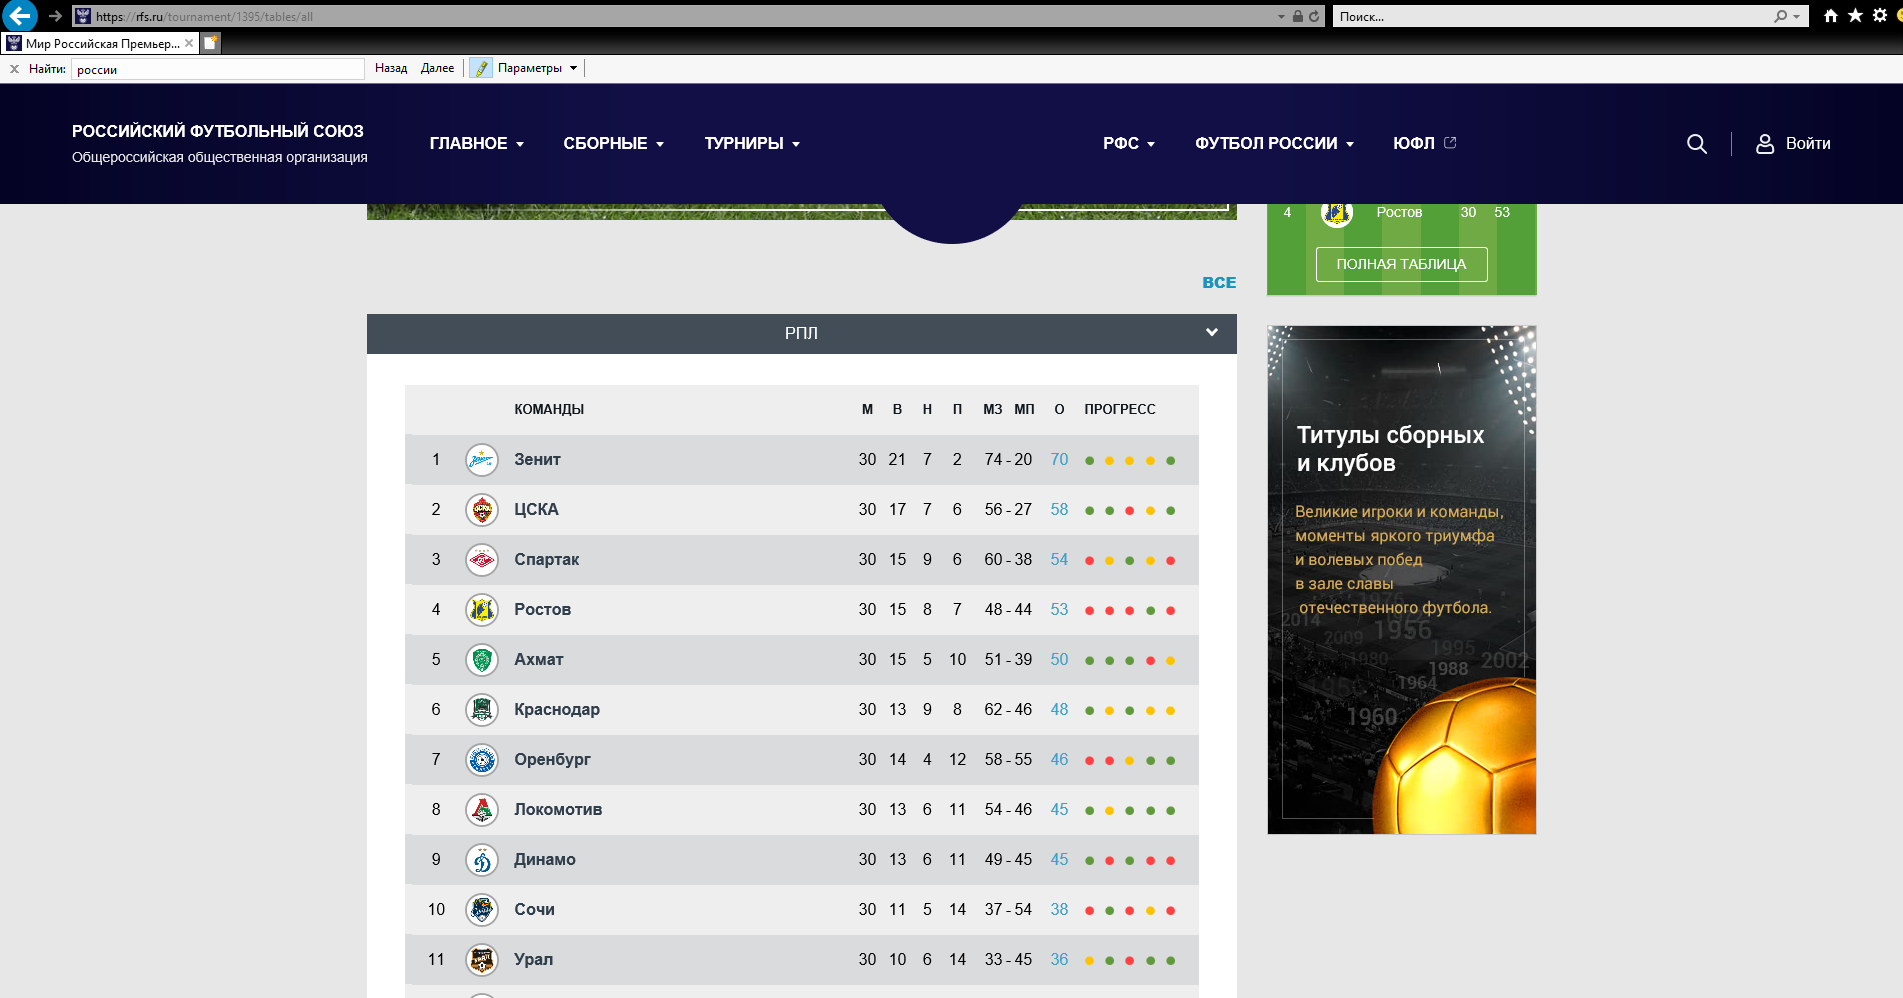 https://rfs.ru/tournament/1395/tables/all
Поиск...
Мир Российская Премьер...
Найти: россии Назад Далее Параметры
РОССИЙСКИЙ ФУТБОЛЬНЫЙ СОЮЗ
Общероссийская общественная организация
ГЛАВНОЕ СБОРНЫЕ ТУРНИРЫ РФС ФУТБОЛ РОССИИ ЮФЛ Войти
4 Ростов 30 53
ПОЛНАЯ ТАБЛИЦА
ВСЕ
РПЛ
КОМАНДЫ М В Н П МЗ МП О ПРОГРЕСС
1 Зенит 30 21 7 2 74 - 20 70
2 ЦСКА 30 17 7 6 56 - 27 58
3 Спартак 30 15 9 6 60 - 38 54
4 Ростов 30 15 8 7 48 - 44 53
5 Ахмат 30 15 5 10 51 - 39 50
6 Краснодар 30 13 9 8 62 - 46 48
7 Оренбург 30 14 4 12 58 - 55 46
8 Локомотив 30 13 6 11 54 - 46 45
9 Динамо 30 13 6 11 49 - 45 45
10 Сочи 30 11 5 14 37 - 54 38
11 Урал 30 10 6 14 33 - 45 36
Титулы сборных
и клубов
Великие игроки и команды,
моменты яркого триумфа
и волевых побед
в зале славы
отечественного футбола.
2014
1976
1972
2009
1956
1980
1995
1988
2002
1964
1960